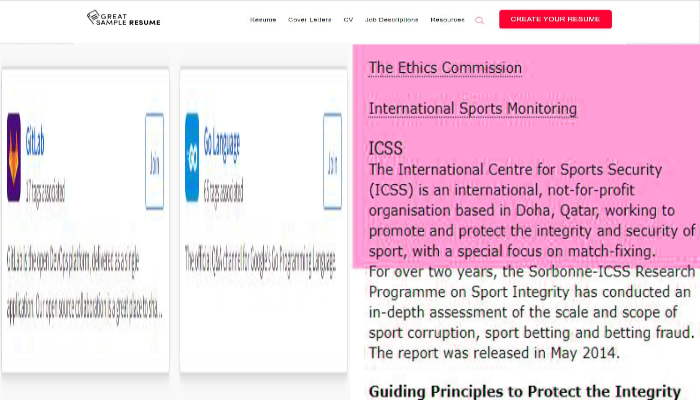 GREAT
SAMPLE RESUME
Resume Cover Letters CV Job Descriptions Resources
CREATE YOUR RESUME
GitLab
17 tags associated
Join
GitLab is the open DevOps platform, delivered as a single
application. Our open source collaboration is a great place to sha...
Go Language
65 tags associated
Join
The official Q&A channel for Google's Go Programming Language
The Ethics Commission
International Sports Monitoring
ICSS
The International Centre for Sports Security
(ICSS) is an international, not-for-profit
organisation based in Doha, Qatar, working to
promote and protect the integrity and security of
sport, with a special focus on match-fixing.
For over two years, the Sorbonne-ICSS Research
Programme on Sport Integrity has conducted an
in-depth assessment of the scale and scope of
sport corruption, sport betting and betting fraud.
The report was released in May 2014.
Guiding Principles to Protect the Integrity